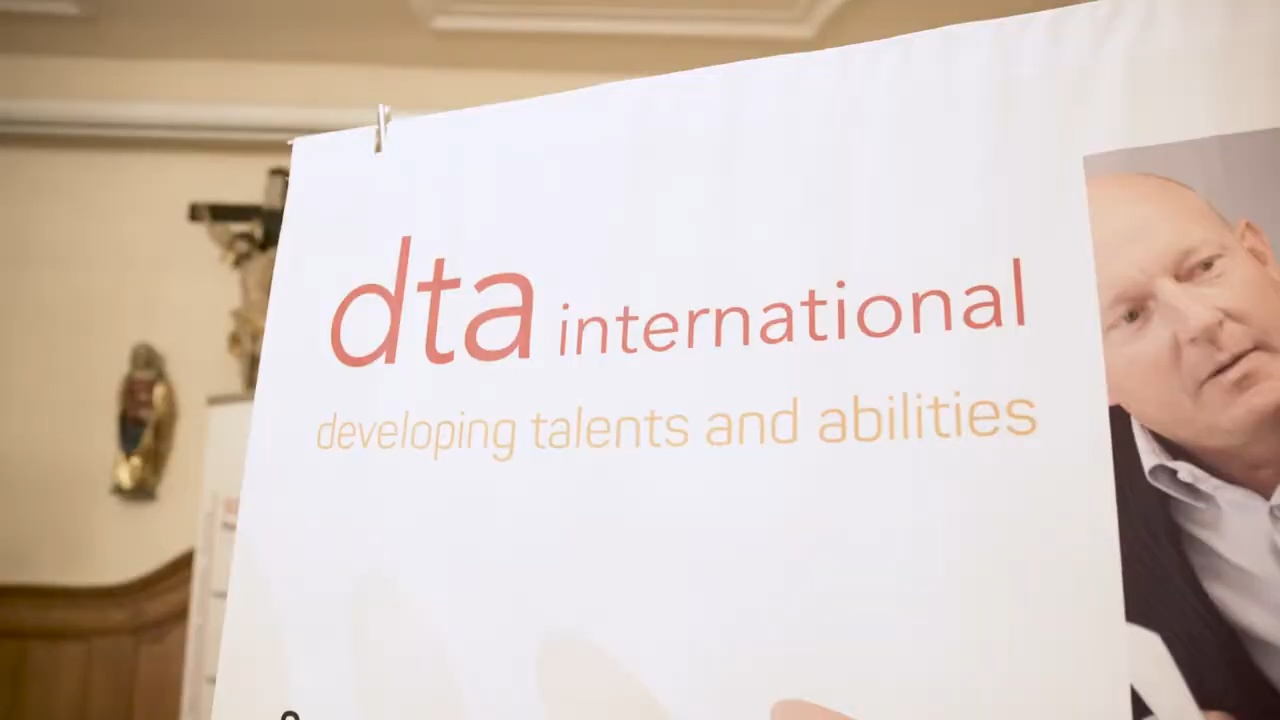 dta international
developing talents and abilities